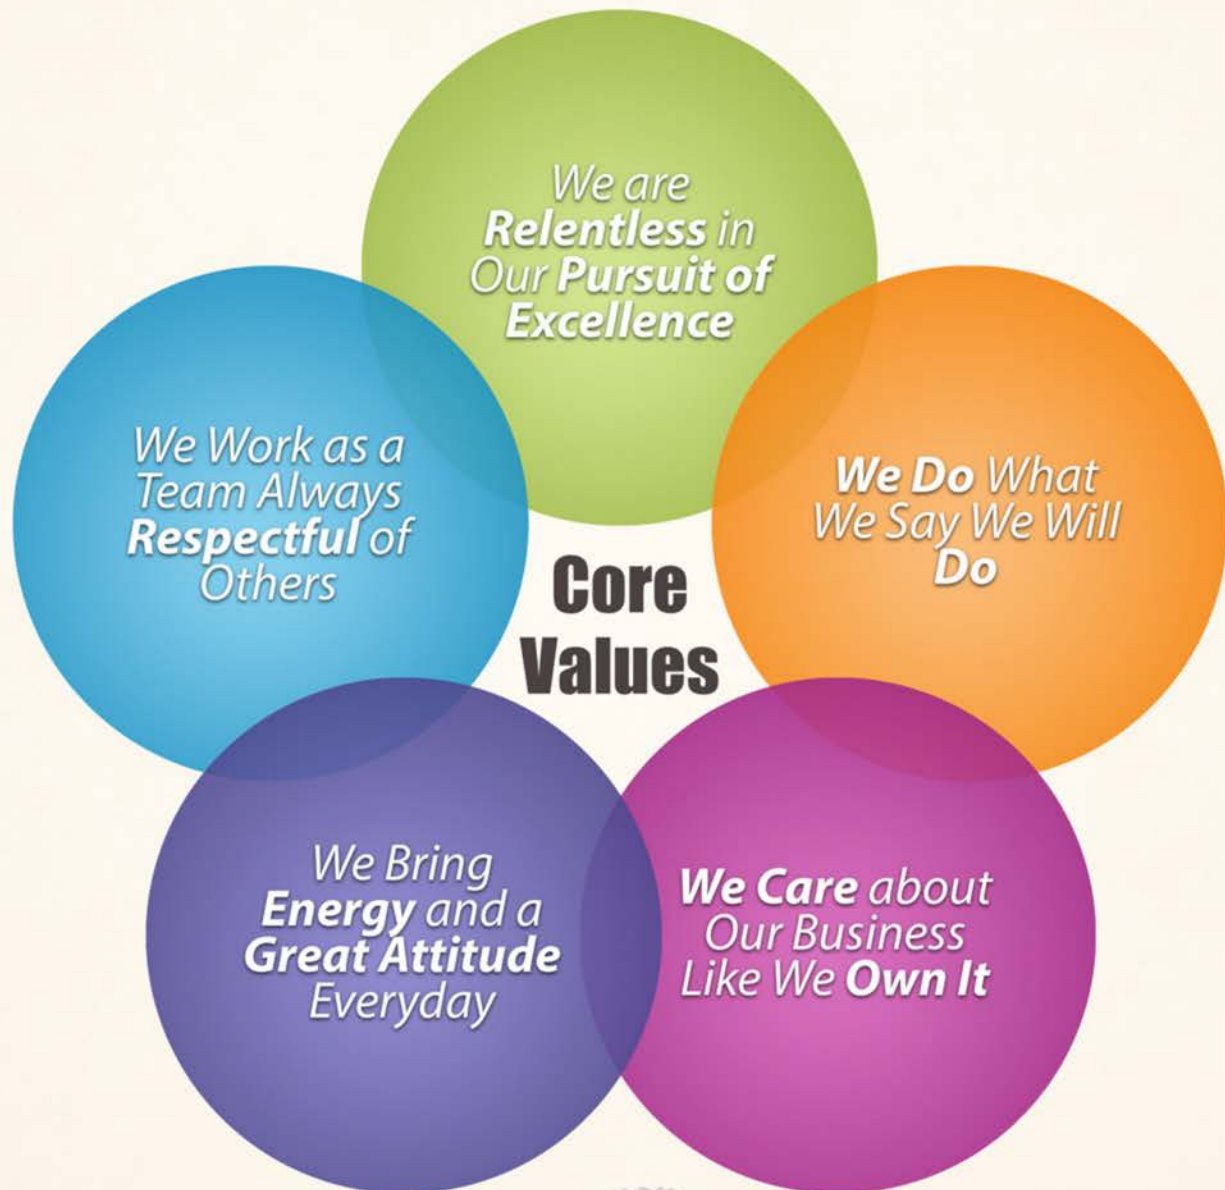 We are
Relentless in
Our Pursuit of
Excellence
We Work as a
Team Always
Respectful of
Others
We Do What
We Say We Will
Do
Core
Values
We Bring
Energy and a
Great Attitude
Everyday
We Care about
Our Business
Like We Own It